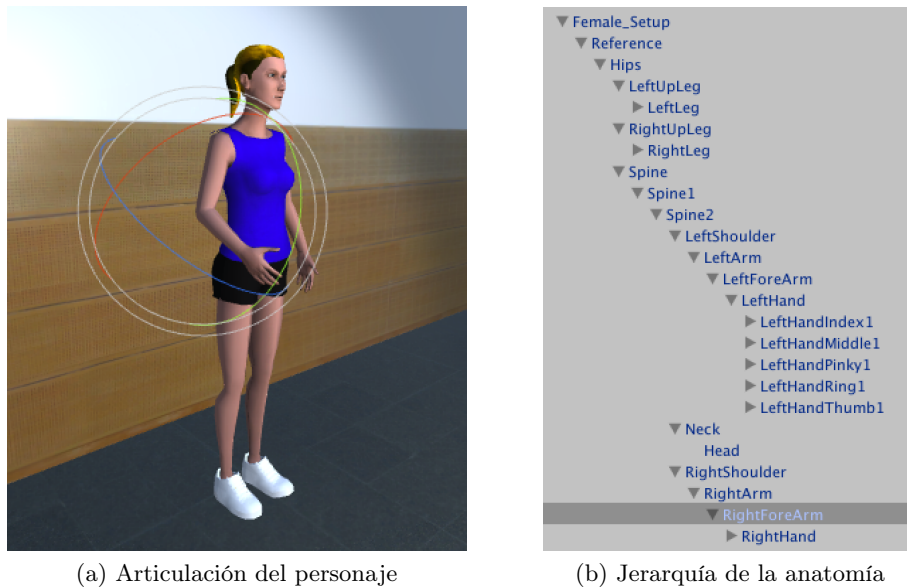 Female_Setup
Reference
Hips
LeftUpLeg
LeftLeg
RightUpLeg
RightLeg
Spine
Spine1
Spine2
LeftShoulder
LeftArm
LeftForeArm
LeftHand
LeftHandIndex1
LeftHandMiddle1
LeftHandPinky1
LeftHandRing1
LeftHandThumb1
Neck
Head
RightShoulder
RightArm
RightForeArm
RightHand
(a) Articulación del personaje
(b) Jerarquía de la anatomía